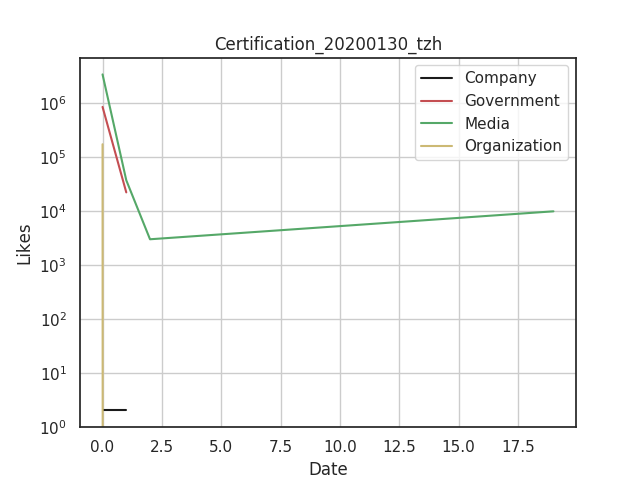 Certification_20200130_tzh
Company
Government
Media
Organization
10^6
10^5
10^4
10^3
10^2
10^1
10^0
Likes
0.0 2.5 5.0 7.5 10.0 12.5 15.0 17.5
Date